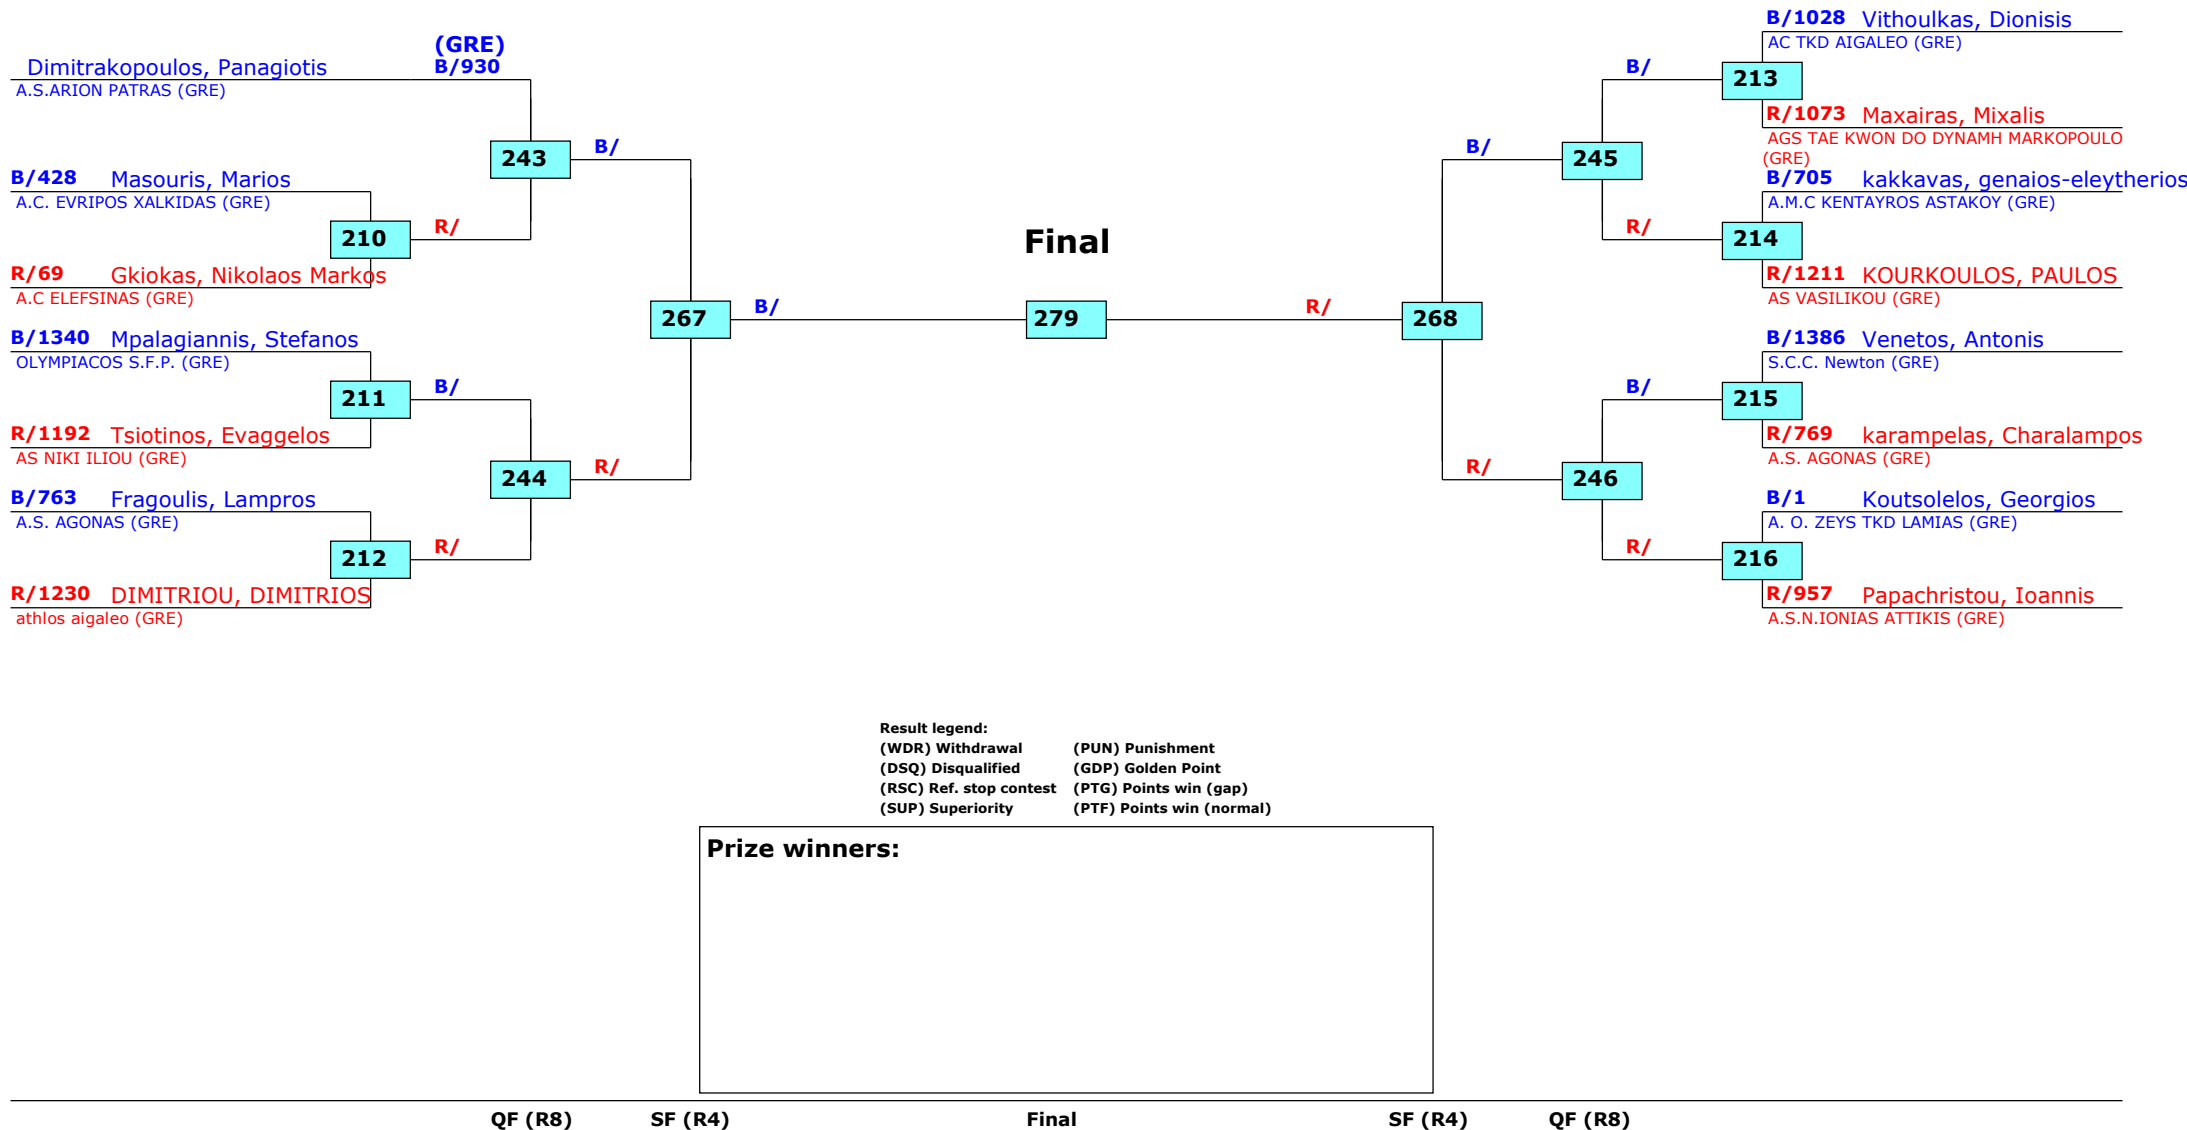 (GRE)
Dimitrakopoulos, Panagiotis B/930
A.S.ARION PATRAS (GRE)
243
B/
B/428 Masouris, Marios
A.C. EVRIPOS XALKIDAS (GRE)
210
R/
R/69 Gkiokas, Nikolaos Markos
A.C ELEFSINAS (GRE)
267
B/
B/1340 Mpalagiannis, Stefanos
OLYMPIACOS S.F.P. (GRE)
211
B/
R/1192 Tsiotinos, Evaggelos
AS NIKI ILIOU (GRE)
244
R/
B/763 Fragoulis, Lampros
A.S. AGONAS (GRE)
212
R/
R/1230 DIMITRIOU, DIMITRIOS
athlos aigaleo (GRE)
Final
279
B/1028 Vithoulkas, Dionisis
AC TKD AIGALEO (GRE)
B/
213
R/1073 Maxairas, Mixalis
AGS TAE KWON DO DYNAMH MARKOPOULO
(GRE)
B/
245
B/705 kakkavas, genaios-eleytherios
A.M.C KENTAYROS ASTAKOY (GRE)
R/
214
R/1211 KOURKOULOS, PAULOS
AS VASILIKOU (GRE)
R/
268
B/1386 Venetos, Antonis
S.C.C. Newton (GRE)
B/
215
R/769 karampelas, Charalampos
A.S. AGONAS (GRE)
R/
246
B/1 Koutsolelos, Georgios
A. O. ZEYS TKD LAMIAS (GRE)
R/
216
R/957 Papachristou, Ioannis
A.S.N.IONIAS ATTIKIS (GRE)
Result legend:
(WDR) Withdrawal (PUN) Punishment
(DSQ) Disqualified (GDP) Golden Point
(RSC) Ref. stop contest (PTG) Points win (gap)
(SUP) Superiority (PTF) Points win (normal)
Prize winners:
QF (R8) SF (R4) Final SF (R4) QF (R8)